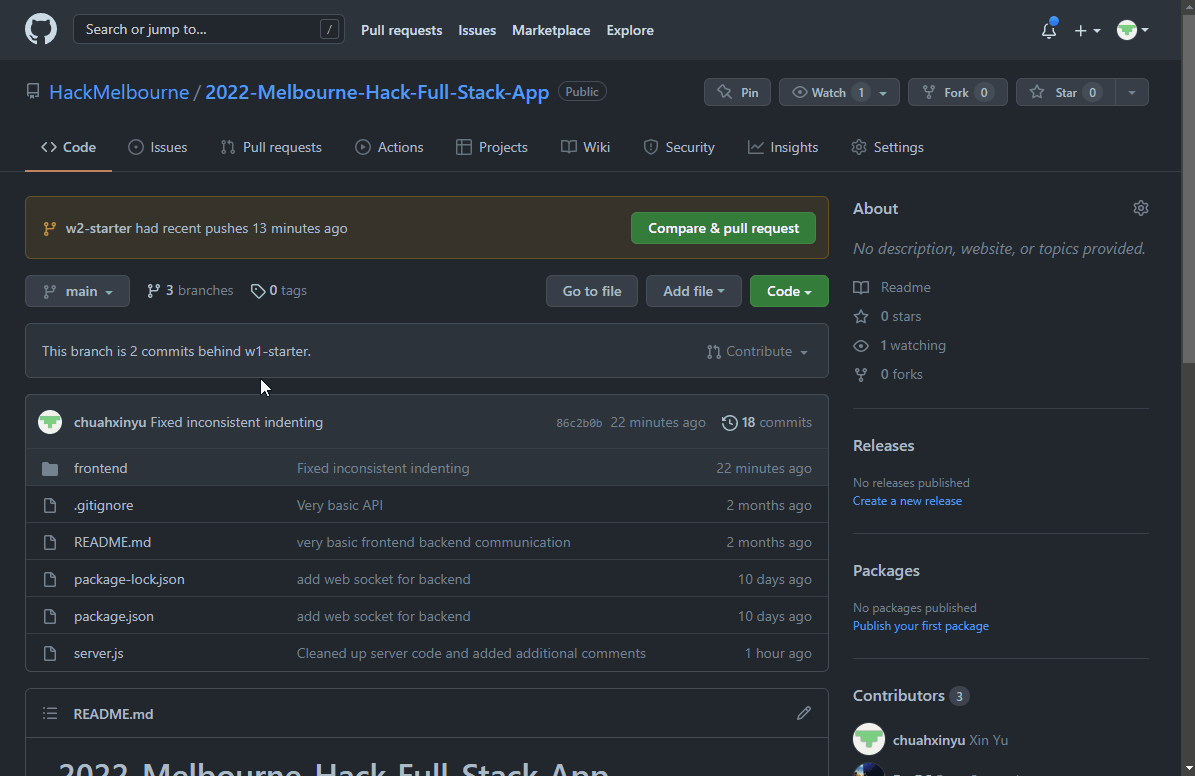 Search or jump to... /
Pull requests Issues Marketplace Explore
HackMelbourne / 2022-Melbourne-Hack-Full-Stack-App Public
Pin Watch 1 Fork 0 Star 0
Code Issues Pull requests Actions Projects Wiki Security Insights Settings
w2-starter had recent pushes 13 minutes ago Compare & pull request
main 3 branches 0 tags Go to file Add file Code
This branch is 2 commits behind w1-starter. Contribute
chuahxinyu Fixed inconsistent indenting 86c2b0b 22 minutes ago 18 commits
frontend Fixed inconsistent indenting 22 minutes ago
.gitignore Very basic API 2 months ago
README.md very basic frontend backend communication 2 months ago
package-lock.json add web socket for backend 10 days ago
package.json add web socket for backend 10 days ago
server.js Cleaned up server code and added additional comments 1 hour ago
README.md
2022-Melbourne-Hack-Full-Stack-App
About
No description, website, or topics provided.
Readme
0 stars
1 watching
0 forks
Releases
No releases published
Create a new release
Packages
No packages published
Publish your first package
Contributors 3
chuahxinyu Xin Yu